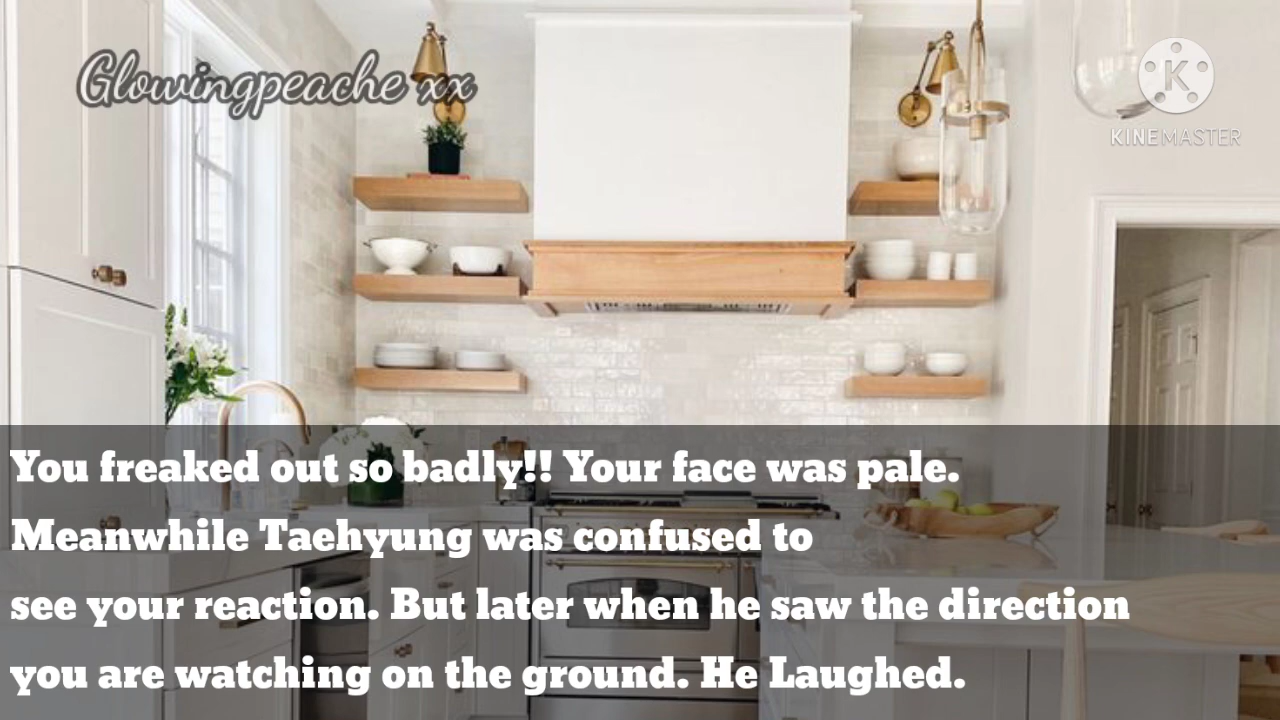 Glowingpeache xx
K
KINEMASTER
You freaked out so badly!! Your face was pale.
Meanwhile Taehyung was confused to
see your reaction. But later when he saw the direction
you are watching on the ground. He Laughed.